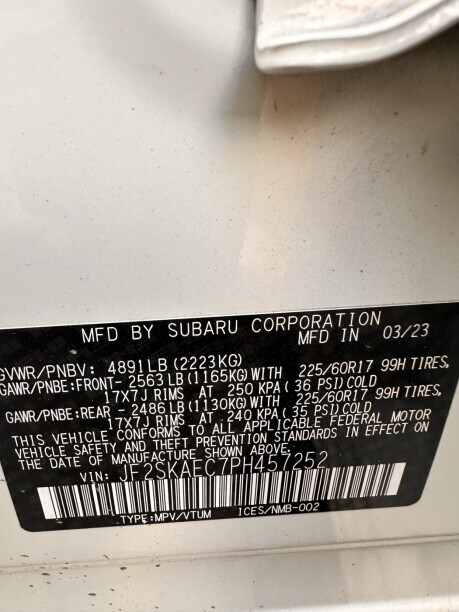 MFD BY SUBARU CORPORATION MFD IN 03/23
GVWR/PNBV: 4891LB(2223KG)
GAWR/PNBE:FRONT- 2563LB(1165KG)WITH 225/60R17 99H TIRES,
17X7J RIMS AT 250 KPA(36 PSI)COLD
GAWR/PNBE:REAR - 2486LB(1130KG)WITH 225/60R17 99H TIRES,
17X7J RIMS AT 240 KPA(35 PSI)COLD
THIS VEHICLE CONFORMS TO ALL APPLICABLE FEDERAL MOTOR
VEHICLE SAFETY AND THEFT PREVENTION STANDARDS IN EFFECT ON
THE DATE OF MANUFACTURE SHOWN ABOVE.
VIN: JF2SKAEC7PH457252
TYPE:MPV/VTUM ICES/NMB-002